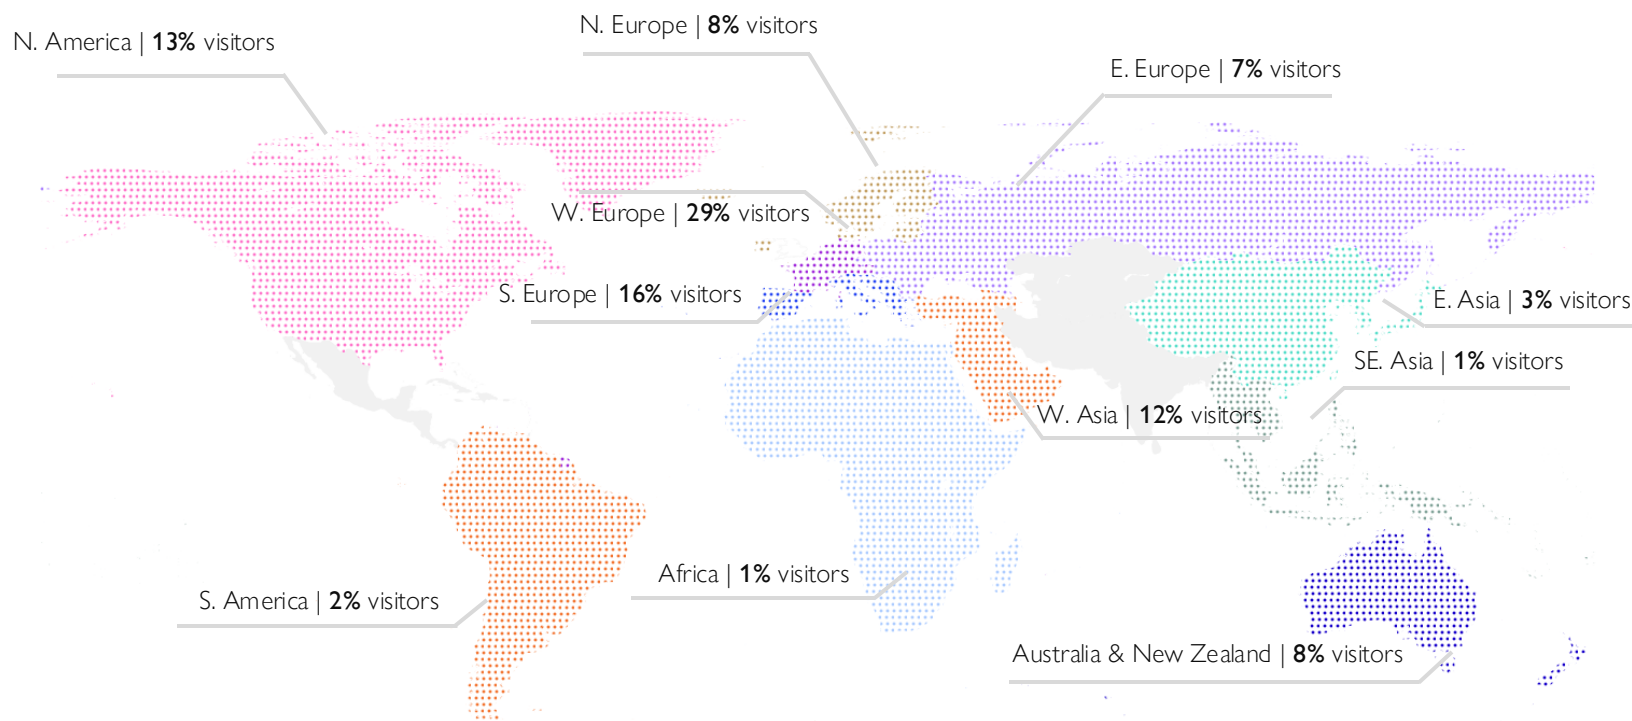 N. Europe | 8% visitors
N. America | 13% visitors
E. Europe | 7% visitors
W. Europe | 29% visitors
S. Europe | 16% visitors
E. Asia | 3% visitors
SE. Asia | 1% visitors
W. Asia | 12% visitors
Africa | 1% visitors
S. America | 2% visitors
Australia & New Zealand | 8% visitors